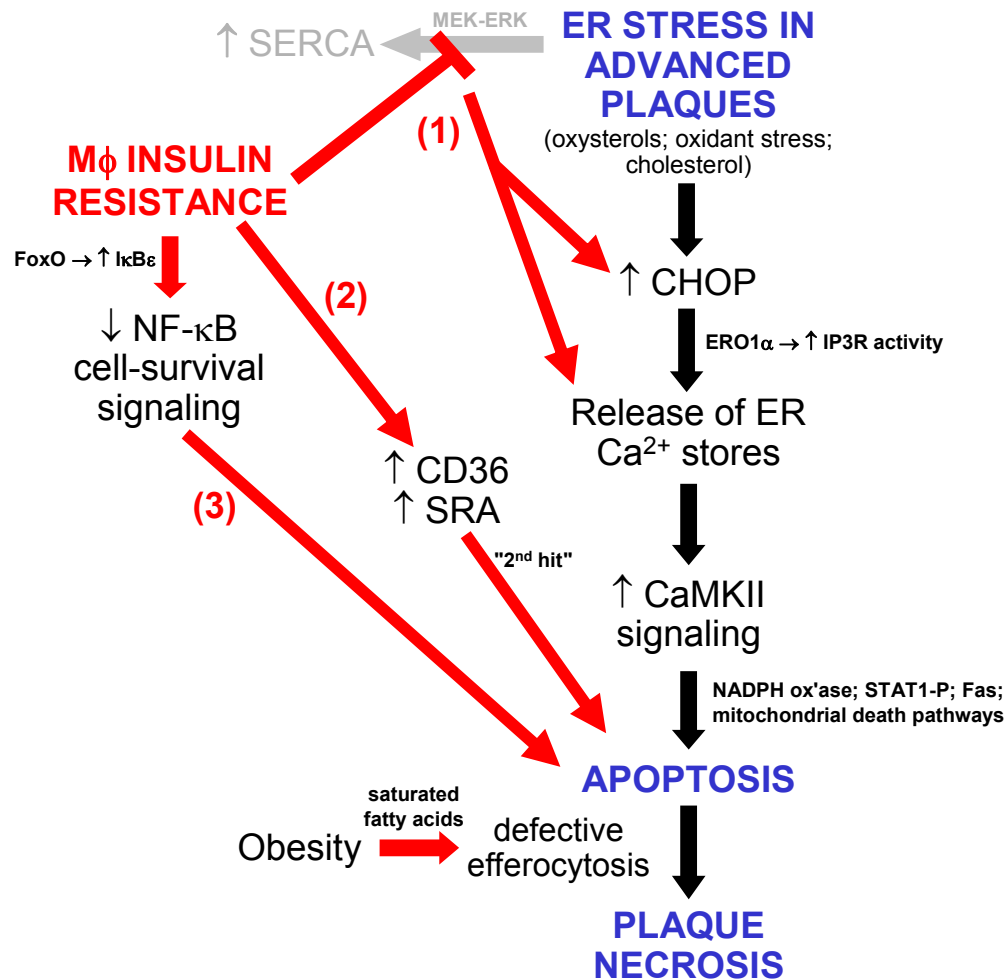 MEK-ERK
↑ SERCA
ER STRESS IN
ADVANCED
PLAQUES
(oxysterols; oxidant stress;
cholesterol)
(1)
Mϕ INSULIN
RESISTANCE
FoxO → ↑ IκBε
↑ CHOP
(2)
↓ NF-κB
cell-survival
signaling
ERO1α → ↑ IP3R activity
Release of ER
Ca²⁺ stores
↑ CD36
↑ SRA
(3)
"2ⁿᵈ hit"
↑ CaMKII
signaling
NADPH ox'ase; STAT1-P; Fas;
mitochondrial death pathways
APOPTOSIS
saturated
fatty acids
Obesity
defective
efferocytosis
PLAQUE
NECROSIS